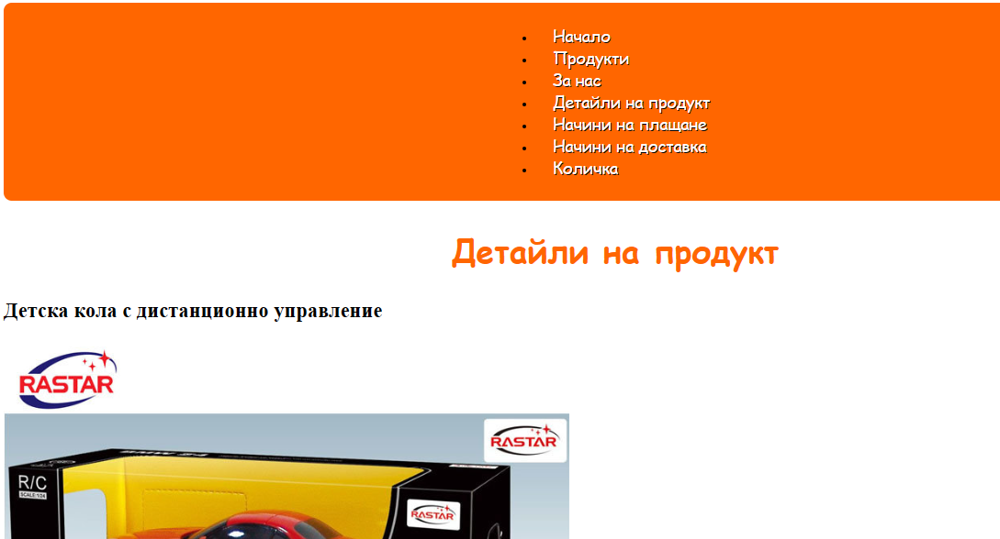 Начало
Продукти
За нас
Детайли на продукт
Начини на плащане
Начини на доставка
Количка
Детайли на продукт
Детска кола с дистанционно управление
RASTAR
RASTAR
R/C
SCALE:1/24
RASTAR